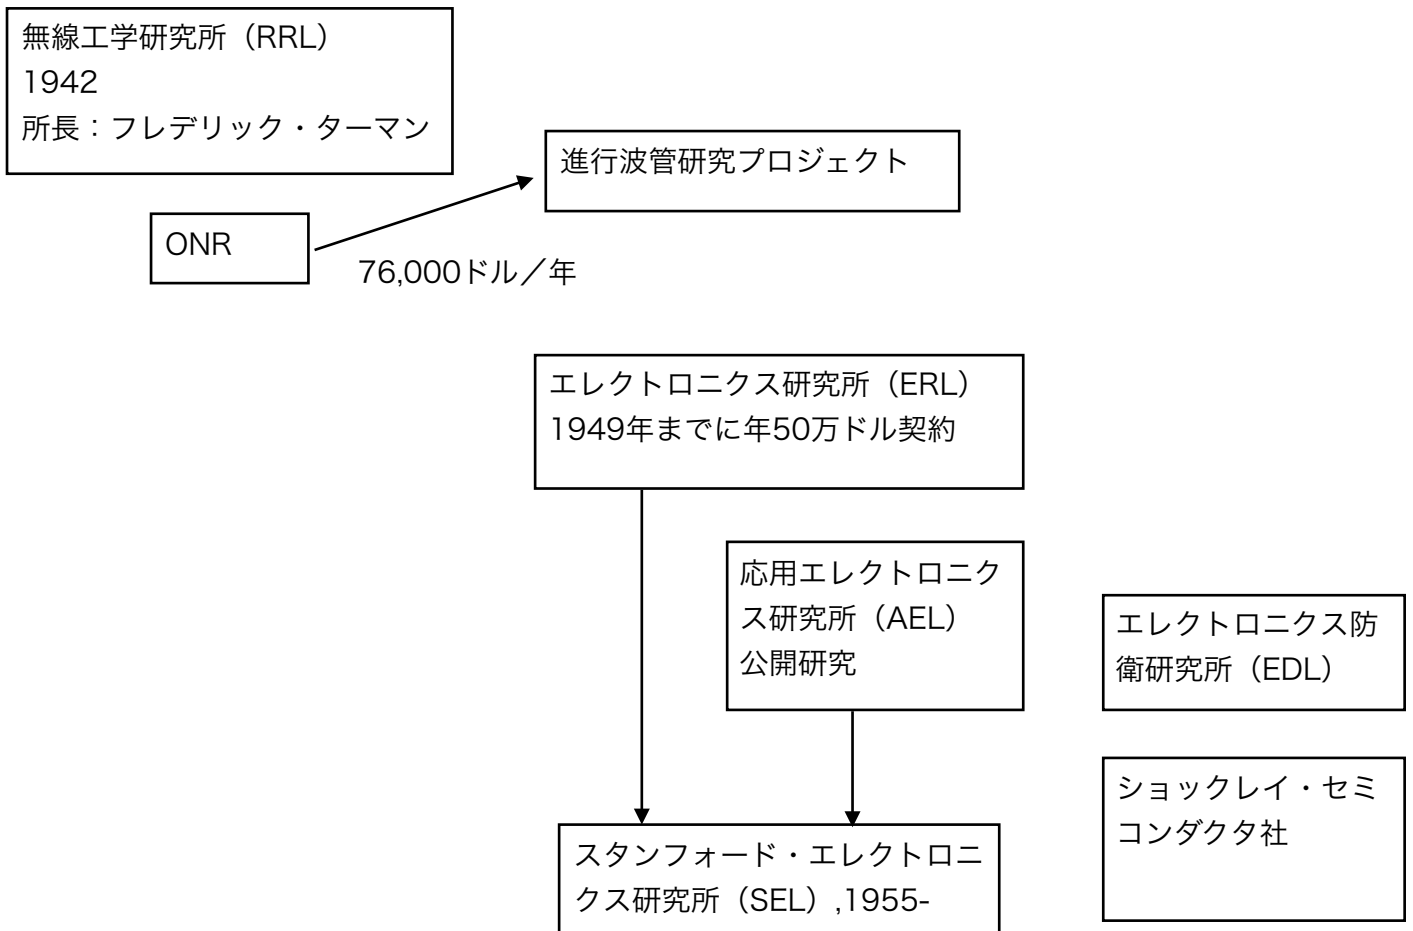 無線工学研究所（RRL）
1942
所長：フレデリック・ターマン
進行波管研究プロジェクト
ONR
76,000ドル／年
エレクトロニクス研究所（ERL）
1949年までに年50万ドル契約
応用エレクトロニク
ス研究所（AEL）
公開研究
エレクトロニクス防
衛研究所（EDL）
ショックレイ・セミ
コンダクタ社
スタンフォード・エレクトロニ
クス研究所（SEL）,1955-